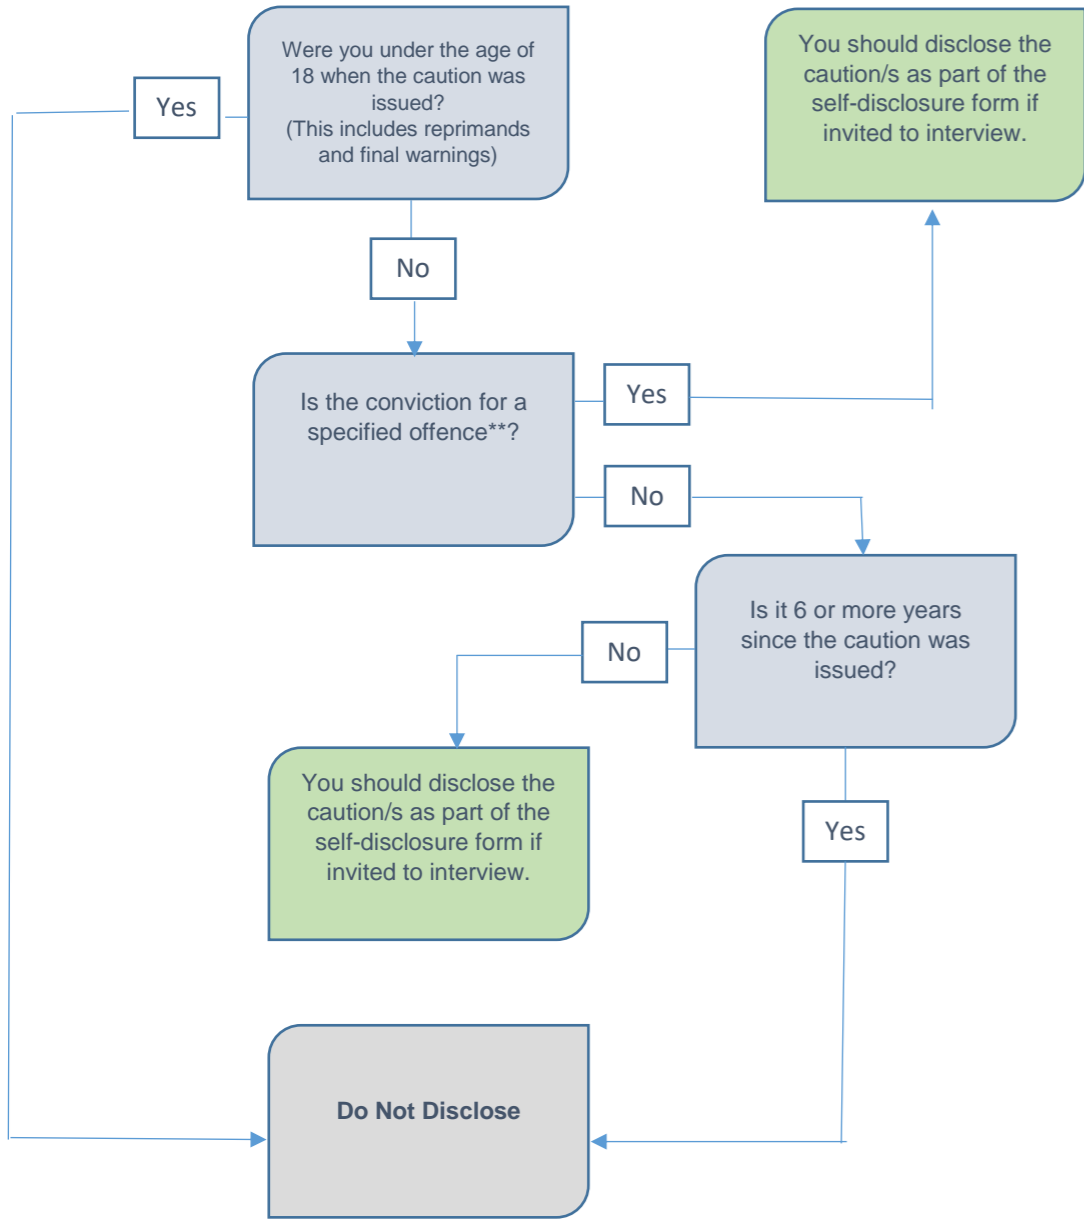 Were you under the age of
18 when the caution was
issued?
(This includes reprimands
and final warnings)
You should disclose the
caution/s as part of the
self-disclosure form if
invited to interview.
Yes
No
Is the conviction for a
specified offence**?
Yes
No
Is it 6 or more years
since the caution was
issued?
No
You should disclose the
caution/s as part of the
self-disclosure form if
invited to interview.
Yes
Do Not Disclose